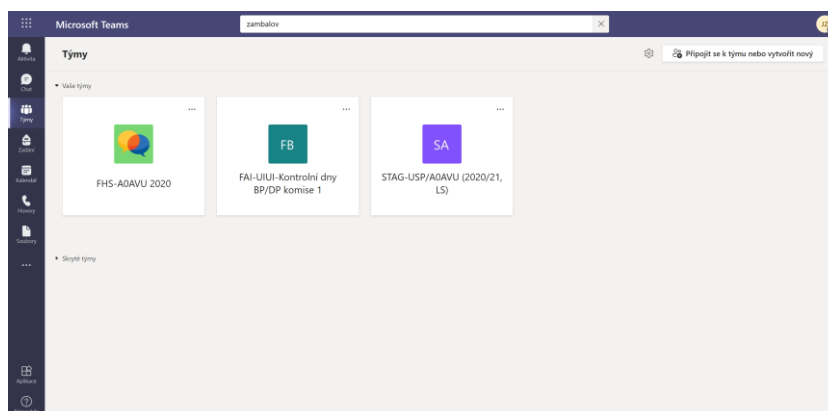 Microsoft Teams
zambalov
JZ
Aktivita
Chat
Týmy
Zadání
Kalendář
Hovory
Soubory
...
Aplikace
Týmy
Připojit se k týmu nebo vytvořit nový
Vaše týmy
...
FHS-A0AVU 2020
...
FB
FAI-UIUI-Kontrolní dny
BP/DP komise 1
...
SA
STAG-USP/A0AVU (2020/21,
LS)
Skryté týmy